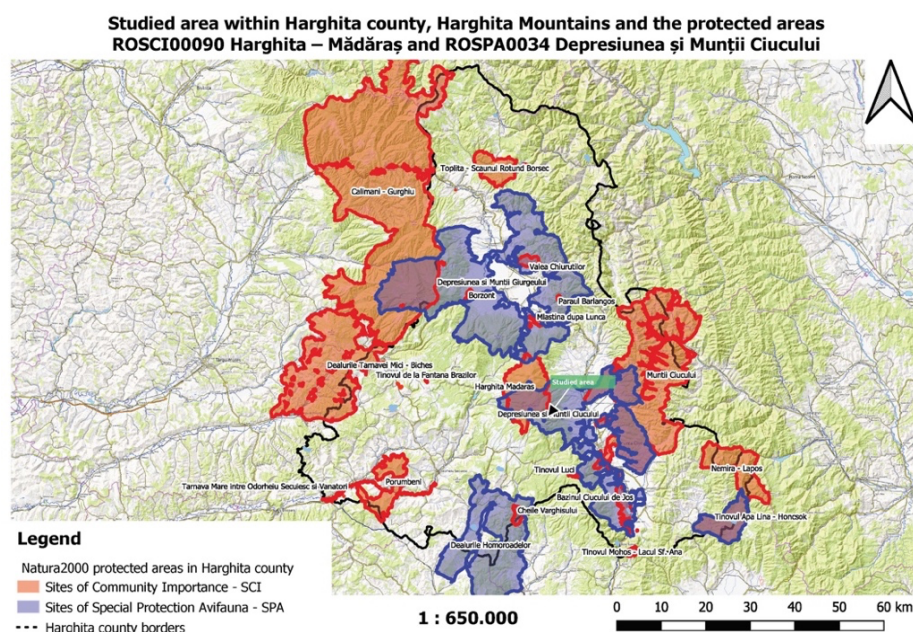 Studied area within Harghita county, Harghita Mountains and the protected areas
ROSCI00090 Harghita – Mădăraș and ROSPA0034 Depresiunea și Munții Ciucului
Toplita - Scaunul Rotund Borsec
Calimani - Gurghiu
Valea Chiurutilor
Depresiunea si Muntii Giurgeului
Borzont
Paraul Barlangos
Mlastina dupa Lunca
Dealurile Tarnavei Mici - Biches
Tinovul de la Fantana Brazilor
Muntii Ciucului
Harghita Madaras
Studied area
Depresiunea si Muntii Ciucului
Tinovul Luci
Nemira - Lapos
Tarnava Mare intre Odorheiu Secuiesc si Vanatori
Porumbeni
Bazinul Ciucului de Jos
Cheile Varghisului
Tinovul Apa Lina - Honcsok
Dealurile Homoroadelor
Tinovul Mohos - Lacul Sf. Ana
Legend
Natura2000 protected areas in Harghita county
Sites of Community Importance - SCI
Sites of Special Protection Avifauna - SPA
Harghita county borders
1 : 650.000
0 10 20 30 40 50 60 km